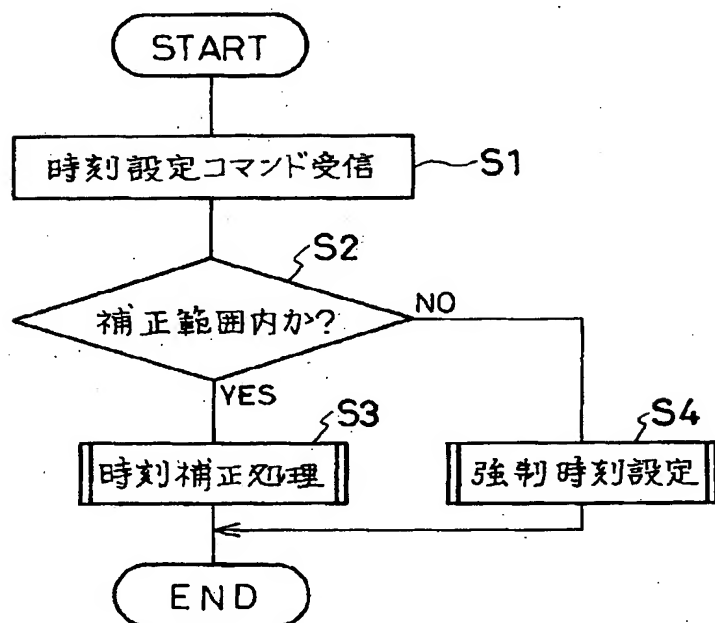 START
時刻設定コマンド受信
S1
S2
補正範囲内か?
NO
YES
S3
時刻補正処理
S4
強制時刻設定
END